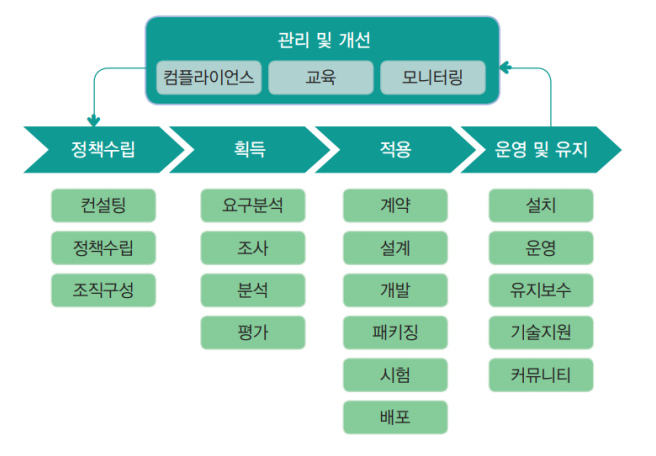 관리 및 개선
컴플라이언스
교육
모니터링
정책수립
획득
적용
운영 및 유지
컨설팅
정책수립
조직구성
요구분석
조사
분석
평가
계약
설계
개발
패키징
시험
배포
설치
운영
유지보수
기술지원
커뮤니티